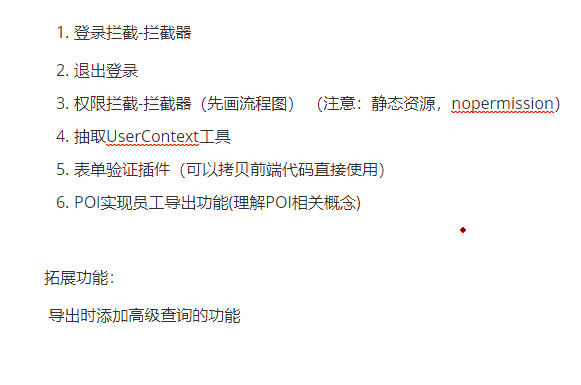 1. 登录拦截-拦截器
2. 退出登录
3. 权限拦截-拦截器（先画流程图） （注意：静态资源，nopermission）
4. 抽取UserContext工具
5. 表单验证插件（可以拷贝前端代码直接使用）
6. POI实现员工导出功能(理解POI相关概念)
拓展功能：
导出时添加高级查询的功能